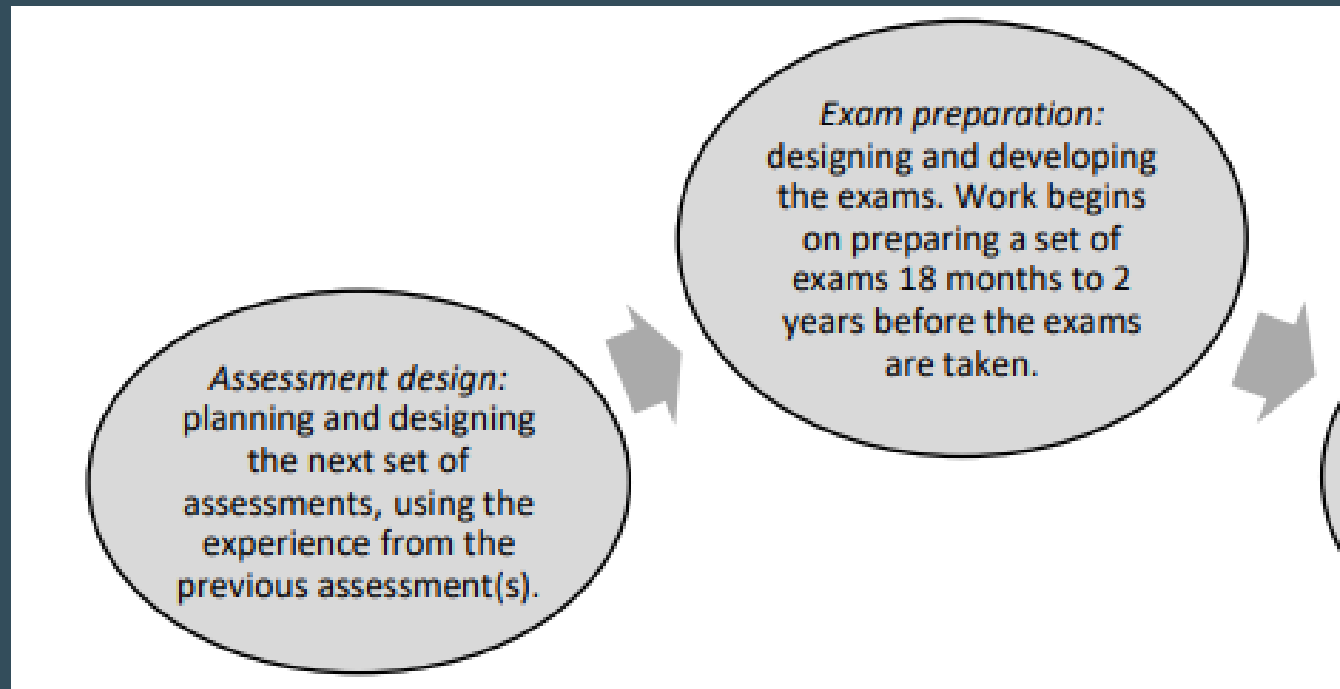 Exam preparation:
designing and developing
the exams. Work begins
on preparing a set of
exams 18 months to 2
years before the exams
are taken.
Assessment design:
planning and designing
the next set of
assessments, using the
experience from the
previous assessment(s).